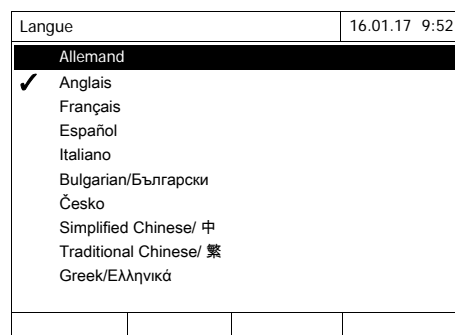 Langue 16.01.17 9:52
Allemand
✓ Anglais
Français
Español
Italiano
Bulgarian/Български
Česko
Simplified Chinese/ 中
Traditional Chinese/ 繁
Greek/Ελληνικά